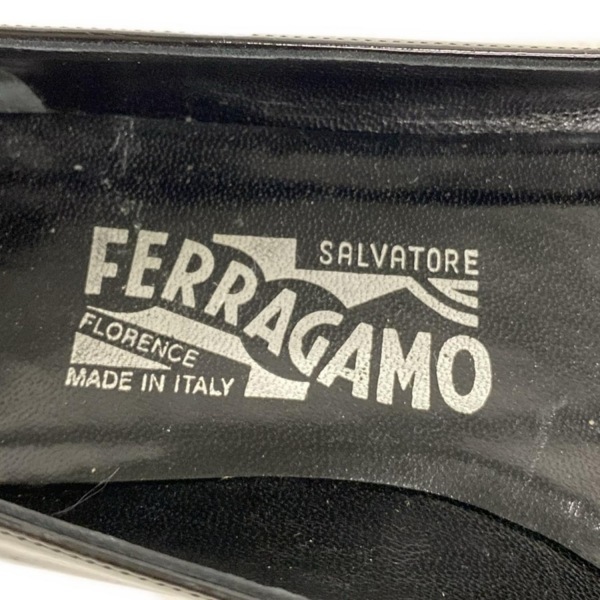 SALVATORE
FERRAGAMO
FLORENCE
MADE IN ITALY